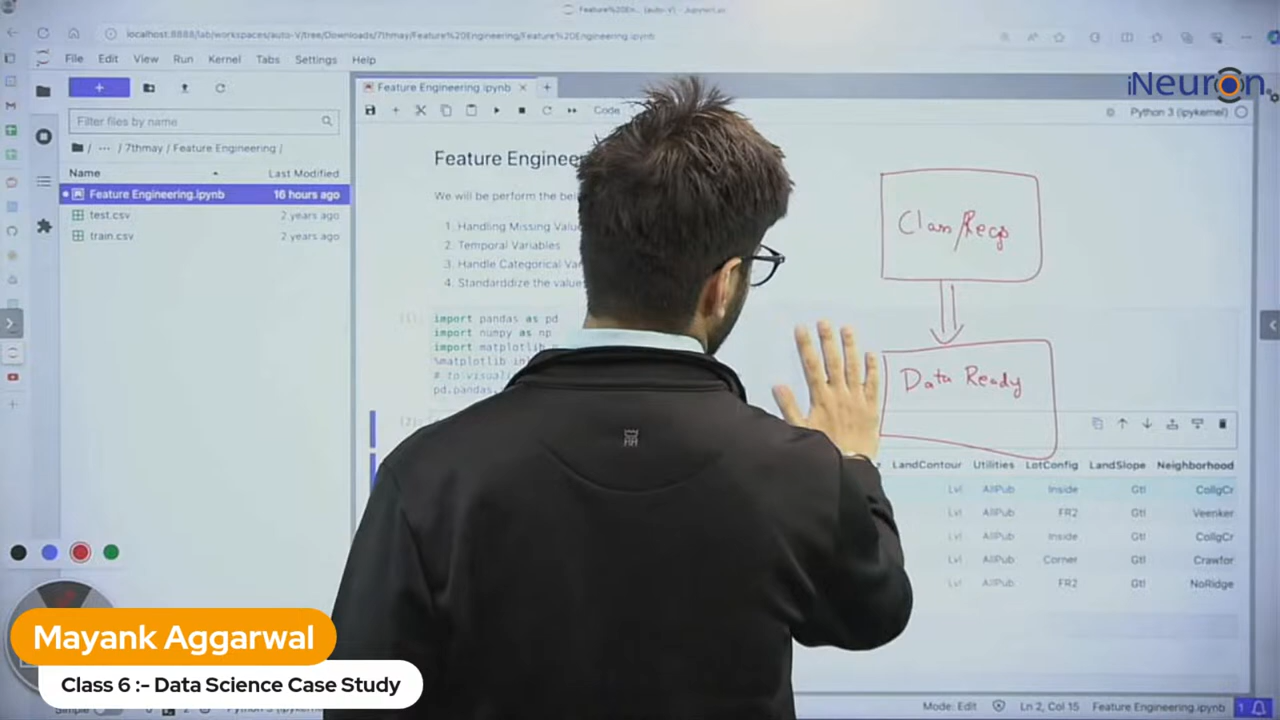 localhost:8888/lab/workspaces/auto-V/tree/Downloads/7thmay/Feature%20Engineering/Feature%20Engineering.ipynb
iNeuron
File Edit View Run Kernel Tabs Settings Help
Feature Engineering.ipynb
Code
Python 3 (ipykernel)
Filter files by name
/ ... / 7thmay / Feature Engineering /
Name Last Modified
Feature Engineering.ipynb 16 hours ago
test.csv 2 years ago
train.csv 2 years ago
Feature Enginee
We will be perform the
1. Handling Missing
2. Temporal Variables
3. Handle Categorical
4. Standarddize the
Data Ready
[1]: import pandas as pd
import numpy as np
import matplotlib
%matplotlib
# to
pd.pandas.
[2]:
LandContour Utilities LotConfig LandSlope Neighborhood
Lvl AllPub Inside Gtl CollgCr
Lvl AllPub FR2 Gtl Veenker
Lvl AllPub Inside Gtl CollgCr
Lvl AllPub Corner Gtl Crawfor
Lvl AllPub FR2 Gtl NoRidge
Mayank Aggarwal
Class 6 :- Data Science Case Study
Simple
Mode: Edit Ln 2, Col 15 Feature Engineering.ipynb 1